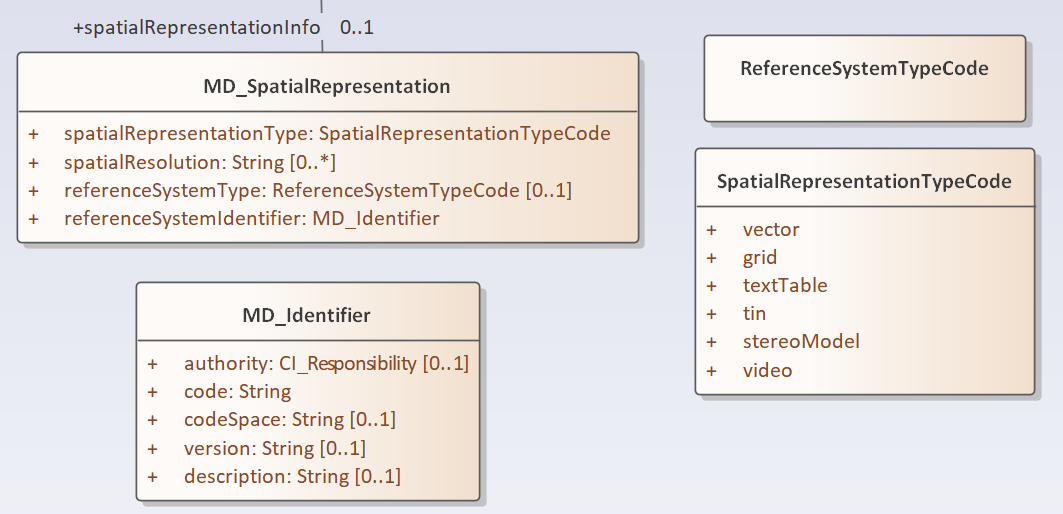 +spatialRepresentationInfo 0..1
MD_SpatialRepresentation
+ spatialRepresentationType: SpatialRepresentationTypeCode
+ spatialResolution: String [0..*]
+ referenceSystemType: ReferenceSystemTypeCode [0..1]
+ referenceSystemIdentifier: MD_Identifier
MD_Identifier
+ authority: CI_Responsibility [0..1]
+ code: String
+ codeSpace: String [0..1]
+ version: String [0..1]
+ description: String [0..1]
ReferenceSystemTypeCode
SpatialRepresentationTypeCode
+ vector
+ grid
+ textTable
+ tin
+ stereoModel
+ video